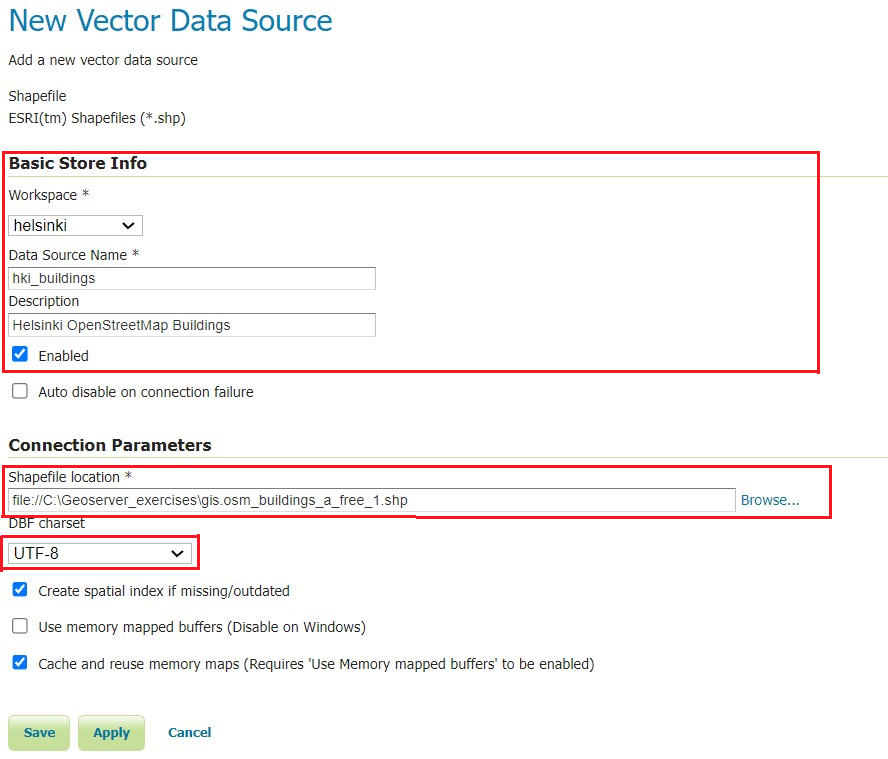 New Vector Data Source
Add a new vector data source
Shapefile
ESRI(tm) Shapefiles (*.shp)
Basic Store Info
Workspace *
helsinki
Data Source Name *
hki_buildings
Description
Helsinki OpenStreetMap Buildings
Enabled
Auto disable on connection failure
Connection Parameters
Shapefile location *
file://C:\Geoserver_exercises\gis.osm_buildings_a_free_1.shp Browse...
DBF charset
UTF-8
Create spatial index if missing/outdated
Use memory mapped buffers (Disable on Windows)
Cache and reuse memory maps (Requires 'Use Memory mapped buffers' to be enabled)
Save Apply Cancel